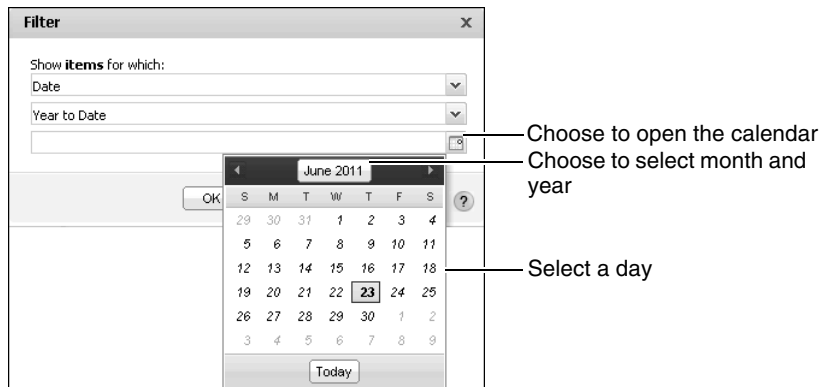 Filter x
Show items for which:
Date
Year to Date
Choose to open the calendar
June 2011
Choose to select month and
year
OK
?
S M T W T F S
29 30 31 1 2 3 4
5 6 7 8 9 10 11
12 13 14 15 16 17 18
Select a day
19 20 21 22 23 24 25
26 27 28 29 30 1 2
3 4 5 6 7 8 9
Today